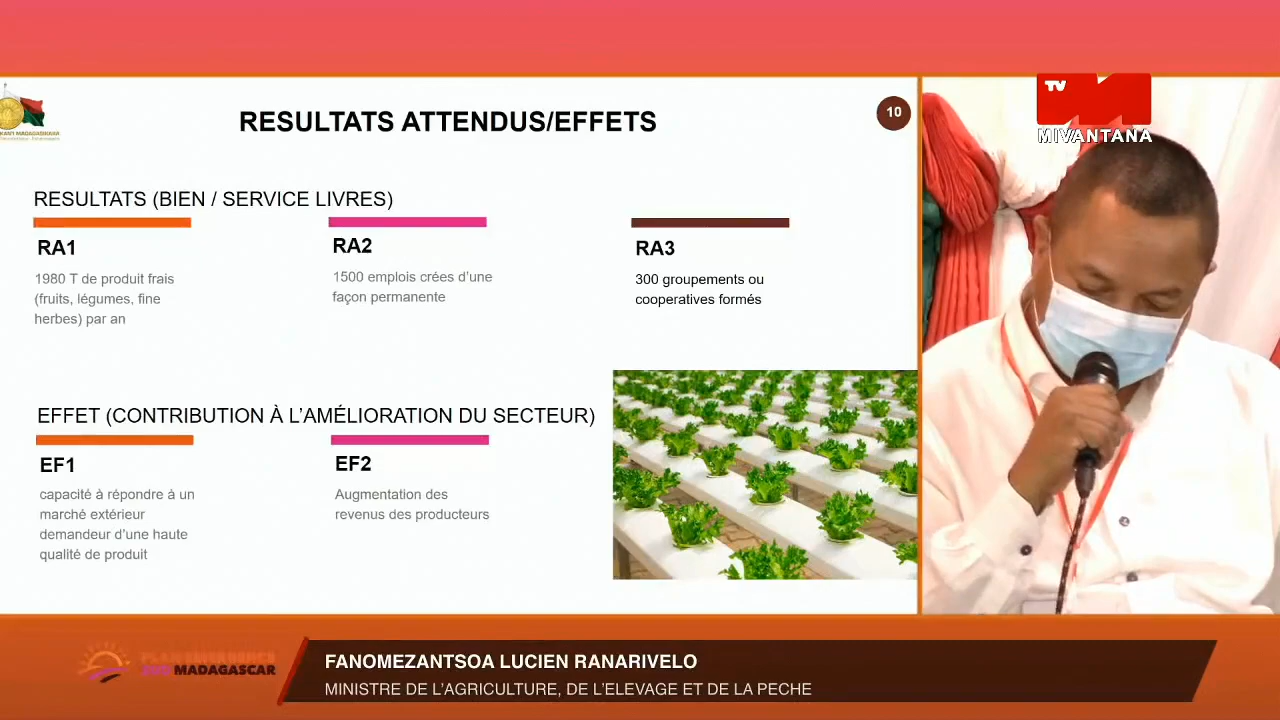 TV
MIVANTANA
RESULTATS ATTENDUS/EFFETS
10
RESULTATS (BIEN / SERVICE LIVRES)
RA1
1980 T de produit frais
(fruits, légumes, fine
herbes) par an
RA2
1500 emplois crées d’une
façon permanente
RA3
300 groupements ou
cooperatives formés
EFFET (CONTRIBUTION À L’AMÉLIORATION DU SECTEUR)
EF1
capacité à répondre à un
marché extérieur
demandeur d’une haute
qualité de produit
EF2
Augmentation des
revenus des producteurs
MADAGASCAR
FANOMEZANTSOA LUCIEN RANARIVELO
MINISTRE DE L’AGRICULTURE, DE L’ELEVAGE ET DE LA PECHE